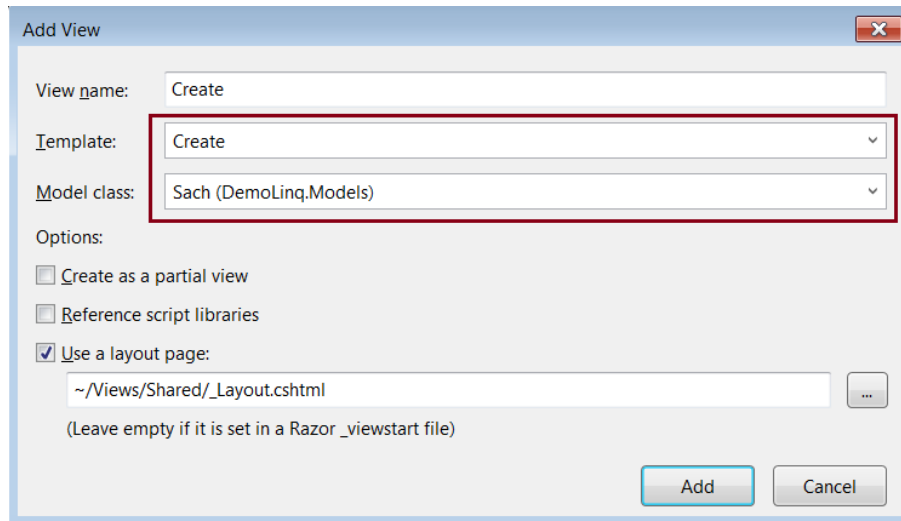 Add View
View name: Create
Template: Create
Model class: Sach (DemoLinq.Models)
Options:
Create as a partial view
Reference script libraries
Use a layout page:
~/Views/Shared/_Layout.cshtml
...
(Leave empty if it is set in a Razor _viewstart file)
Add Cancel